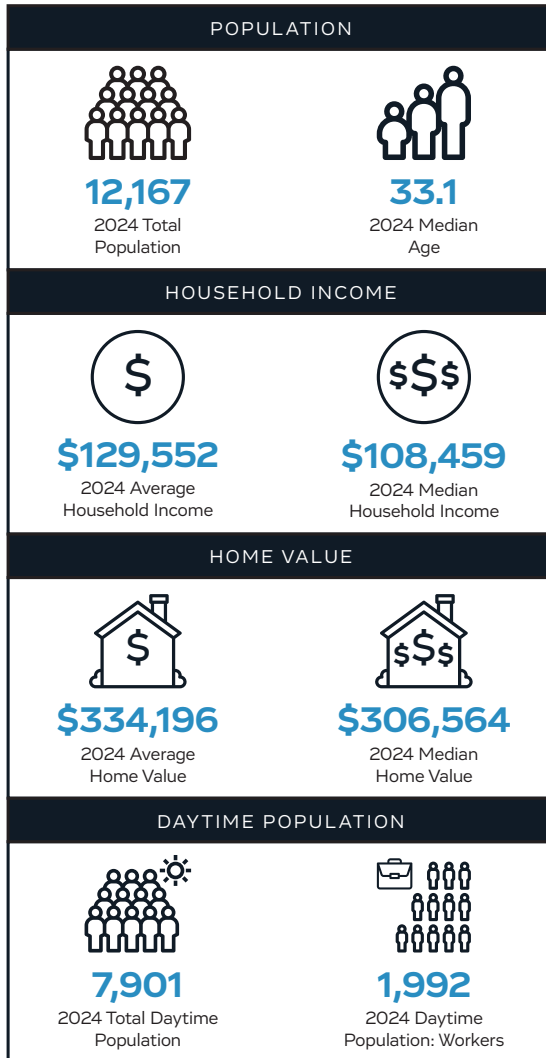 POPULATION
12,167
2024 Total
Population
33.1
2024 Median
Age
HOUSEHOLD INCOME
$
$129,552
2024 Average
Household Income
$$$
$108,459
2024 Median
Household Income
HOME VALUE
$
$334,196
2024 Average
Home Value
$$$
$306,564
2024 Median
Home Value
DAYTIME POPULATION
7,901
2024 Total Daytime
Population
1,992
2024 Daytime
Population: Workers